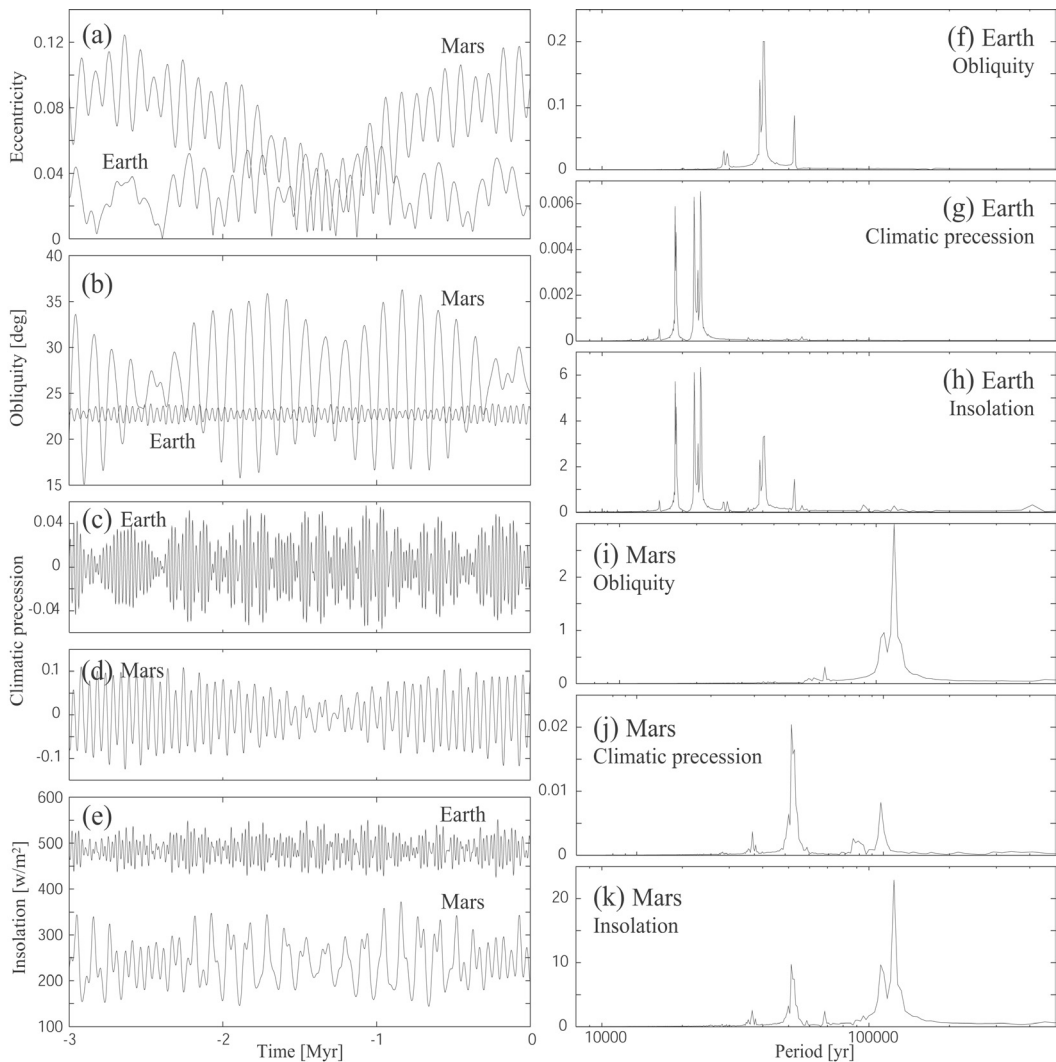 (a)
Mars
Earth
Eccentricity
0.12
0.08
0.04
0
(b)
Mars
Earth
Obliquity [deg]
40
35
30
25
20
15
(c) Earth
0.04
0
-0.04
Climatic precession
(d) Mars
0.1
0
-0.1
(e)
Earth
Mars
Insolation [w/m²]
600
500
400
300
200
100
-3
-2
-1
0
Time [Myr]
(f) Earth
Obliquity
0.2
0.1
0
(g) Earth
Climatic precession
0.006
0.004
0.002
0
(h) Earth
Insolation
6
4
2
0
(i) Mars
Obliquity
2
1
0
(j) Mars
Climatic precession
0.02
0.01
0
(k) Mars
Insolation
20
10
0
10000
100000
Period [yr]